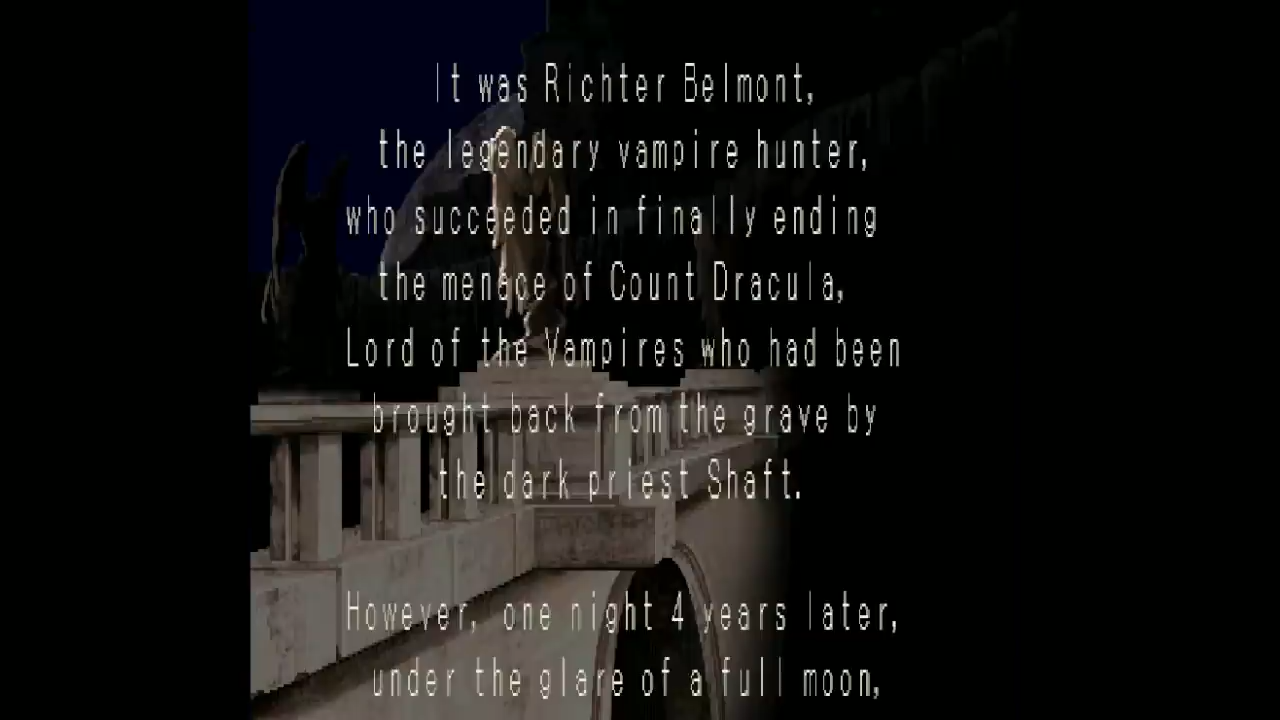 It was Richter Belmont,
the legendary vampire hunter,
who succeeded in finally ending
the menace of Count Dracula,
Lord of the Vampires who had been
brought back from the grave by
the dark priest Shaft.
However, one night 4 years later,
under the glare of a full moon,